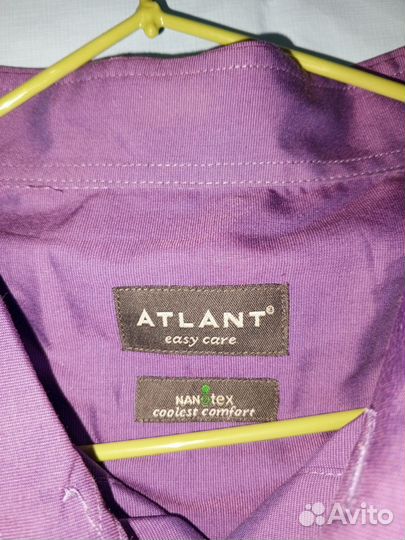 ATLANT®
easy care
NANOtex
coolest comfort
Avito